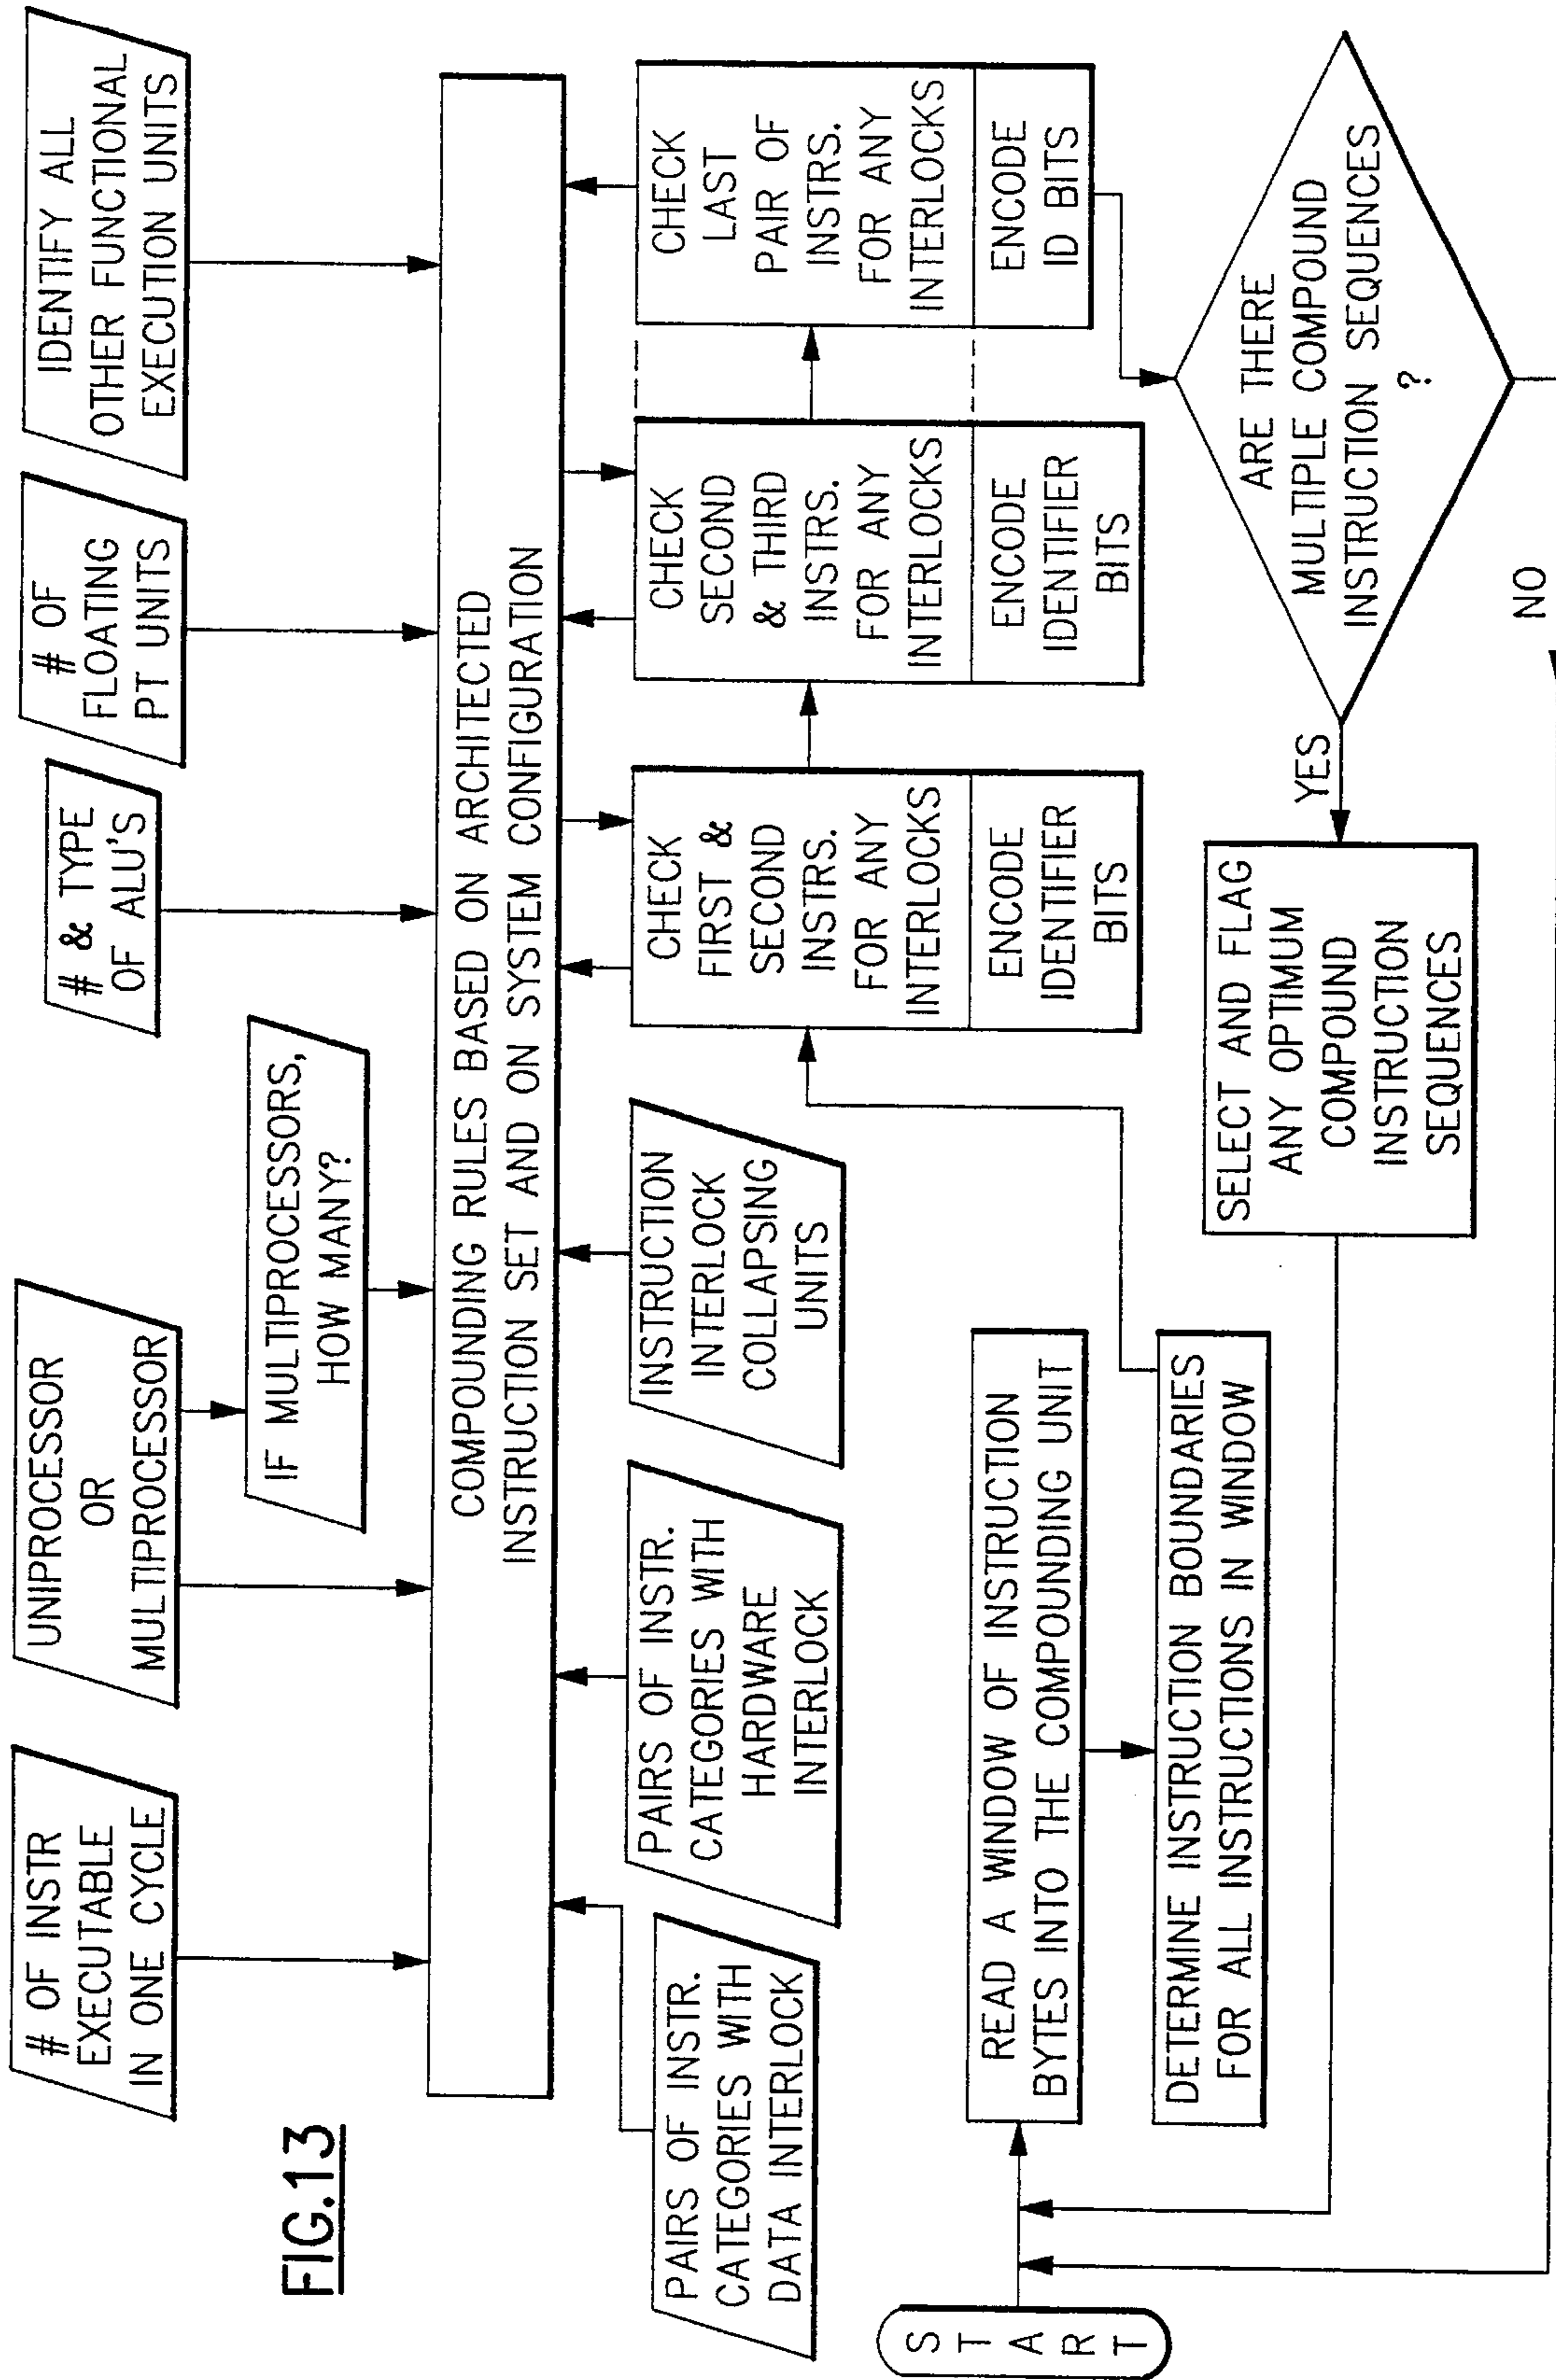 FIG.13
# OF INSTR
EXECUTABLE
IN ONE CYCLE
UNIPROCESSOR
OR
MULTIPROCESSOR
IF MULTIPROCESSORS,
HOW MANY?
# & TYPE
OF ALU'S
# OF
FLOATING
PT UNITS
IDENTIFY ALL
OTHER FUNCTIONAL
EXECUTION UNITS
COMPOUNDING RULES BASED ON ARCHITECTED
INSTRUCTION SET AND ON SYSTEM CONFIGURATION
PAIRS OF INSTR.
CATEGORIES WITH
DATA INTERLOCK
PAIRS OF INSTR.
CATEGORIES WITH
HARDWARE
INTERLOCK
INSTRUCTION
INTERLOCK
COLLAPSING
UNITS
CHECK
FIRST &
SECOND
INSTRS.
FOR ANY
INTERLOCKS
ENCODE
IDENTIFIER
BITS
CHECK
SECOND
& THIRD
INSTRS.
FOR ANY
INTERLOCKS
ENCODE
IDENTIFIER
BITS
CHECK
LAST
PAIR OF
INSTRS.
FOR ANY
INTERLOCKS
ENCODE
ID BITS
START
READ A WINDOW OF INSTRUCTION
BYTES INTO THE COMPOUNDING UNIT
DETERMINE INSTRUCTION BOUNDARIES
FOR ALL INSTRUCTIONS IN WINDOW
SELECT AND FLAG
ANY OPTIMUM
COMPOUND
INSTRUCTION
SEQUENCES
YES
ARE THERE
MULTIPLE COMPOUND
INSTRUCTION SEQUENCES
?
NO